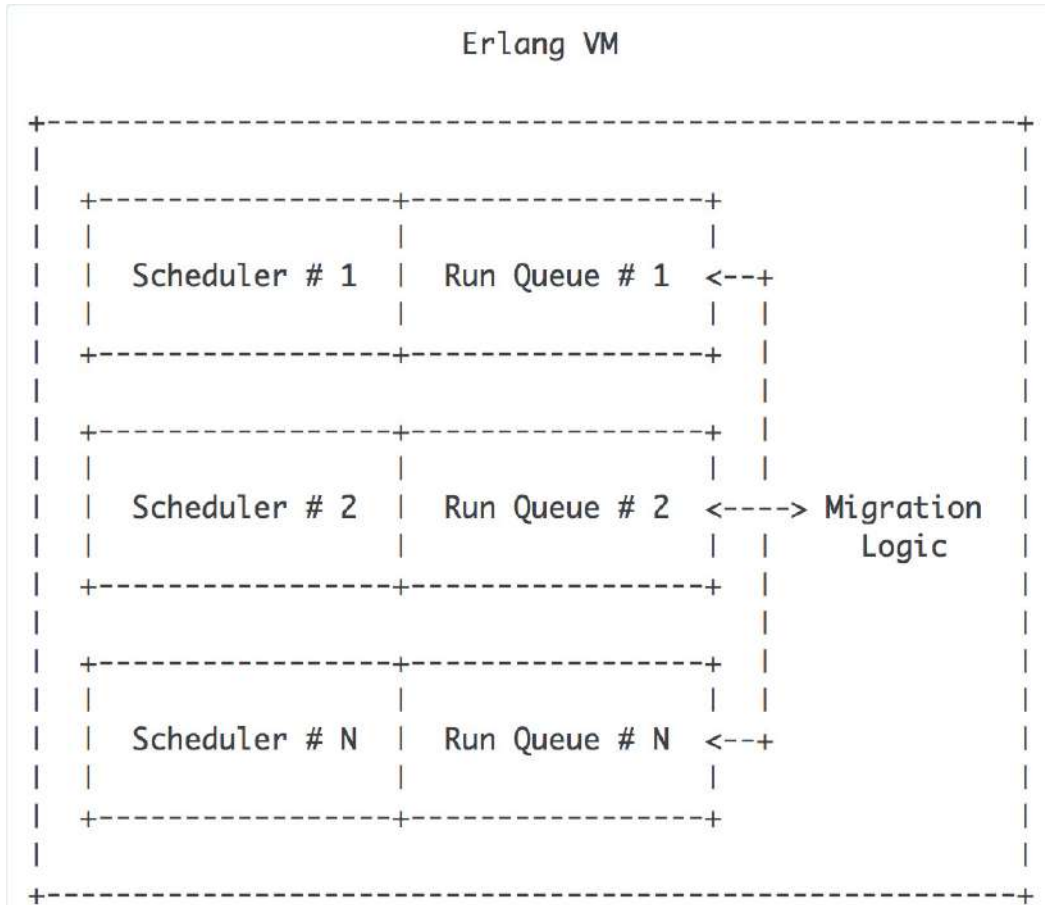 Erlang VM
Scheduler # 1 Run Queue # 1
Scheduler # 2 Run Queue # 2 Migration
Logic
Scheduler # N Run Queue # N